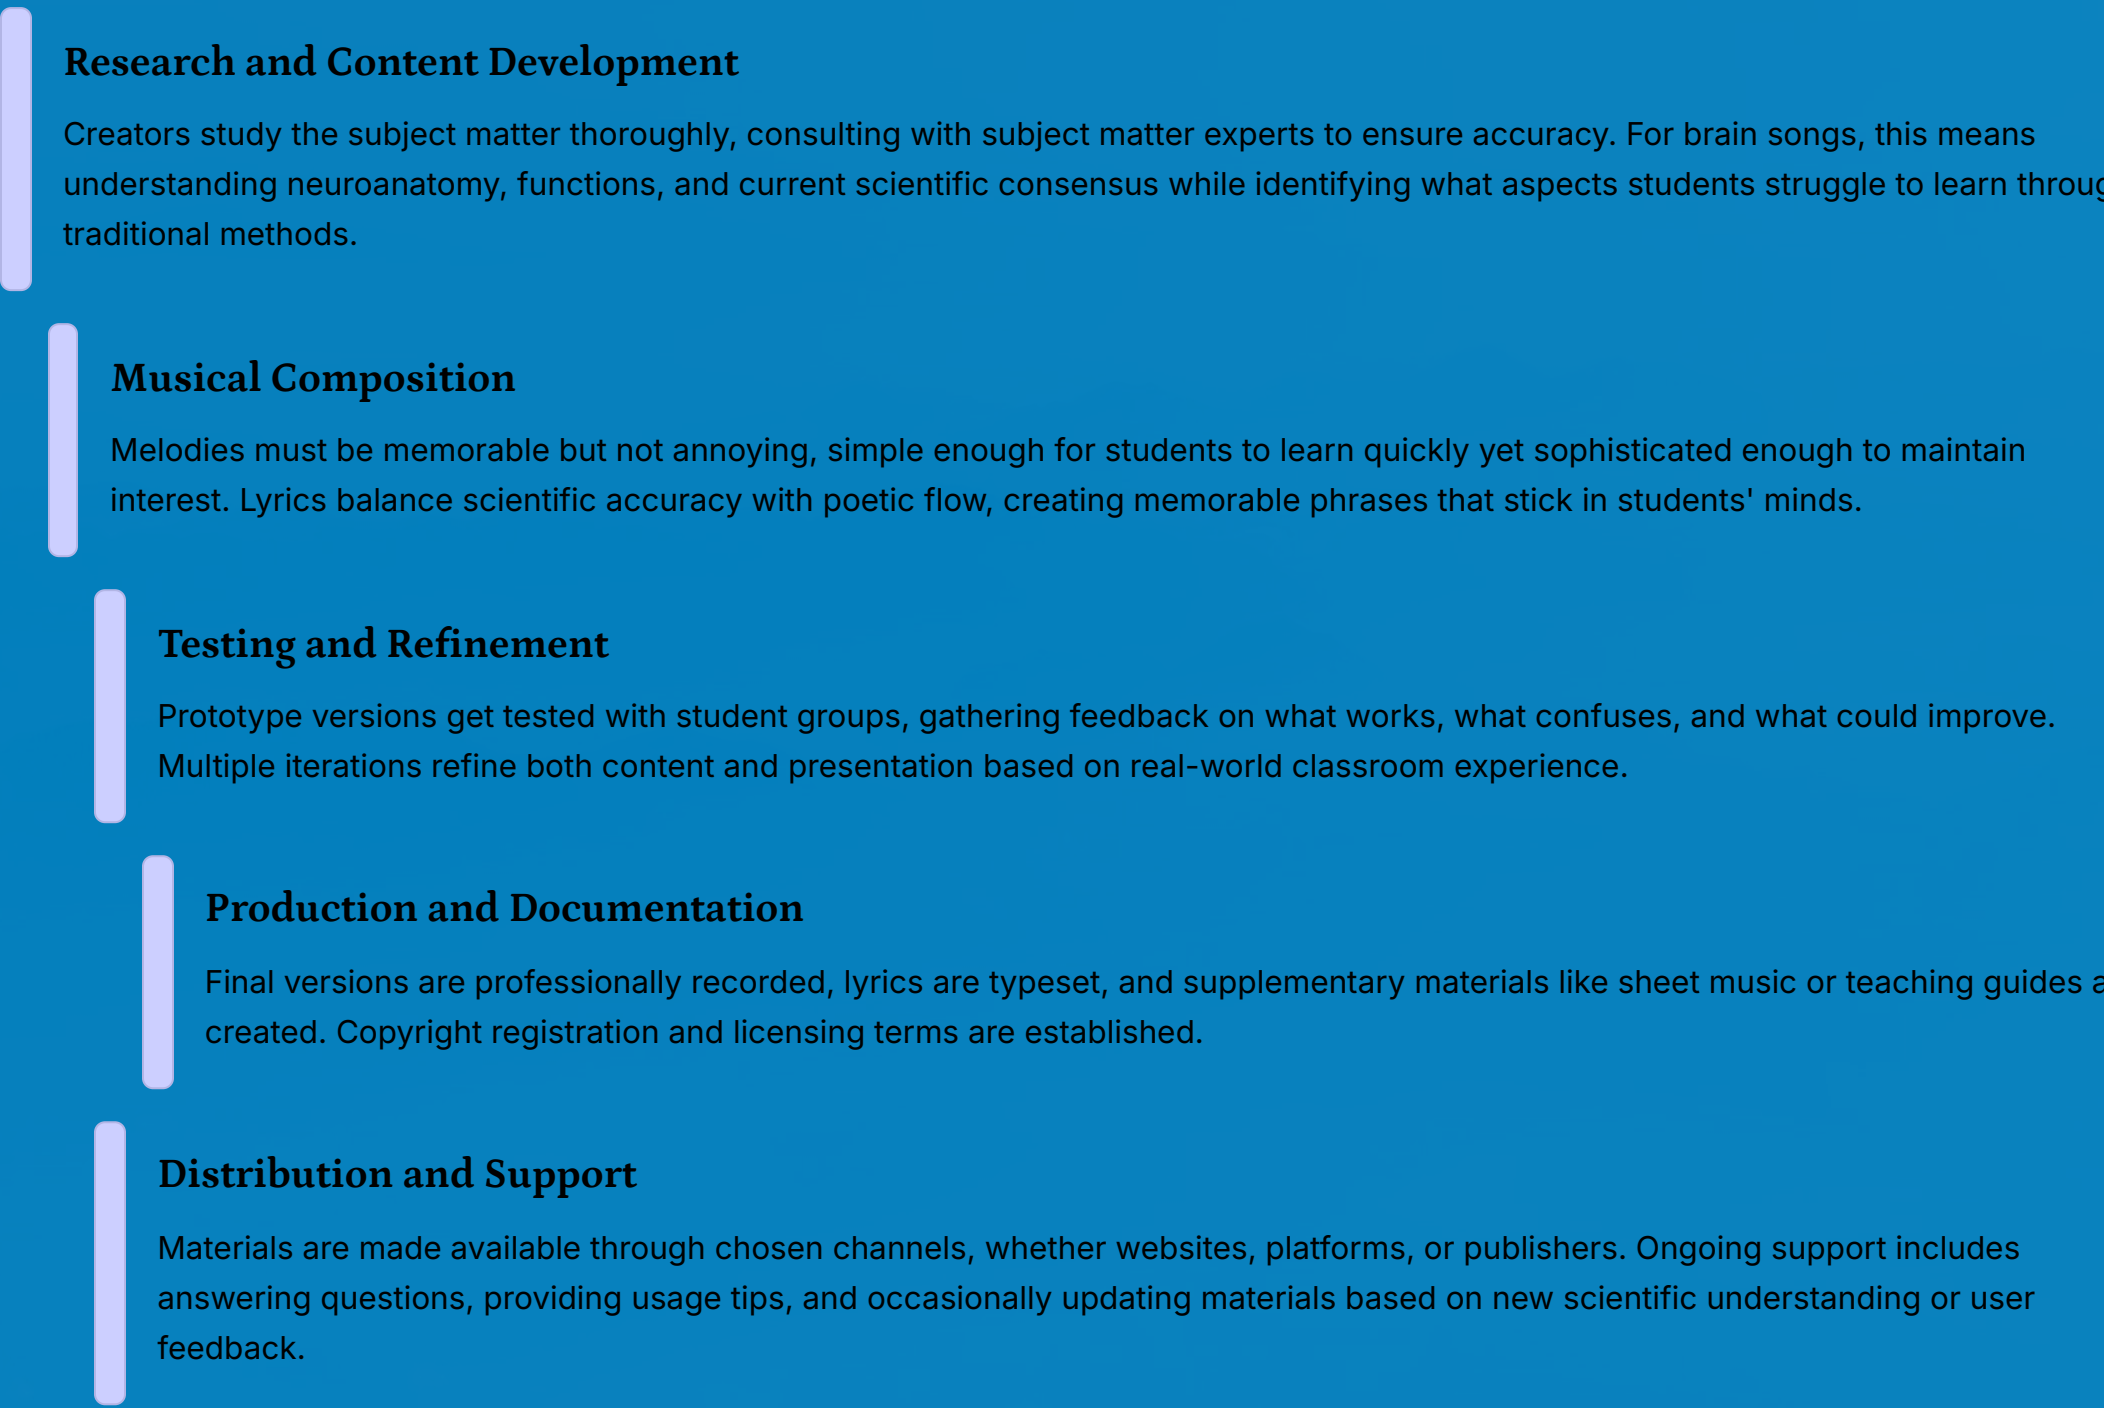 Research and Content Development
Creators study the subject matter thoroughly, consulting with subject matter experts to ensure accuracy. For brain songs, this means
understanding neuroanatomy, functions, and current scientific consensus while identifying what aspects students struggle to learn
traditional methods.
Musical Composition
Melodies must be memorable but not annoying, simple enough for students to learn quickly yet sophisticated enough to maintain
interest. Lyrics balance scientific accuracy with poetic flow, creating memorable phrases that stick in students' minds.
Testing and Refinement
Prototype versions get tested with student groups, gathering feedback on what works, what confuses, and what could improve.
Multiple iterations refine both content and presentation based on real-world classroom experience.
Production and Documentation
Final versions are professionally recorded, lyrics are typeset, and supplementary materials like sheet music or teaching guides
created. Copyright registration and licensing terms are established.
Distribution and Support
Materials are made available through chosen channels, whether websites, platforms, or publishers. Ongoing support includes
answering questions, providing usage tips, and occasionally updating materials based on new scientific understanding or user
feedback.